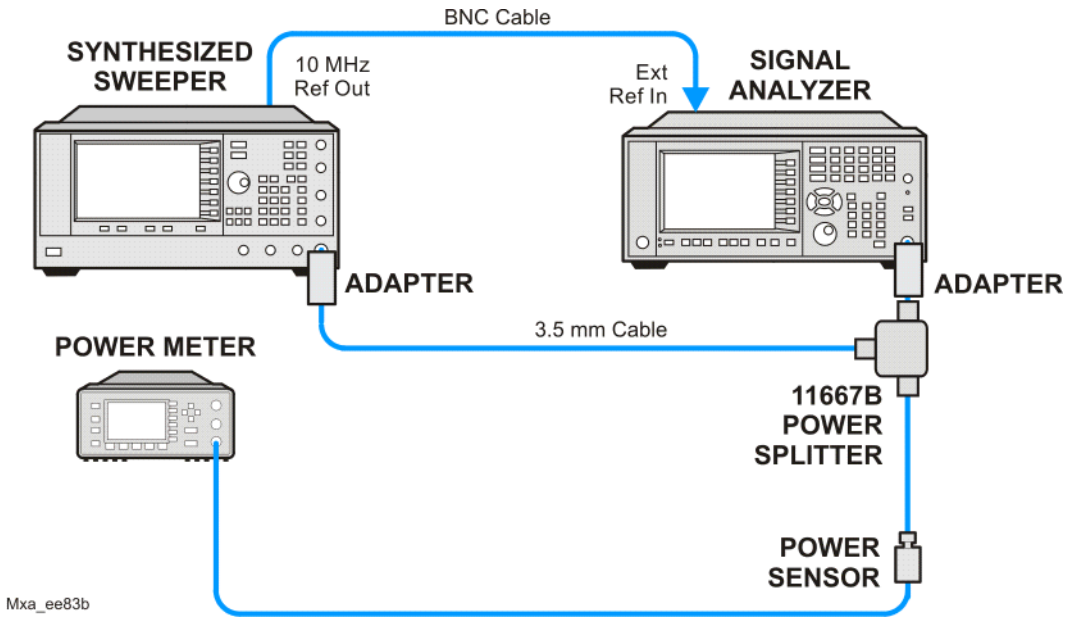 BNC Cable
SYNTHESIZED
SWEEPER
10 MHz
Ref Out
Ext
Ref In
SIGNAL
ANALYZER
ADAPTER
ADAPTER
3.5 mm Cable
POWER METER
11667B
POWER
SPLITTER
POWER
SENSOR
Mxa_ee83b